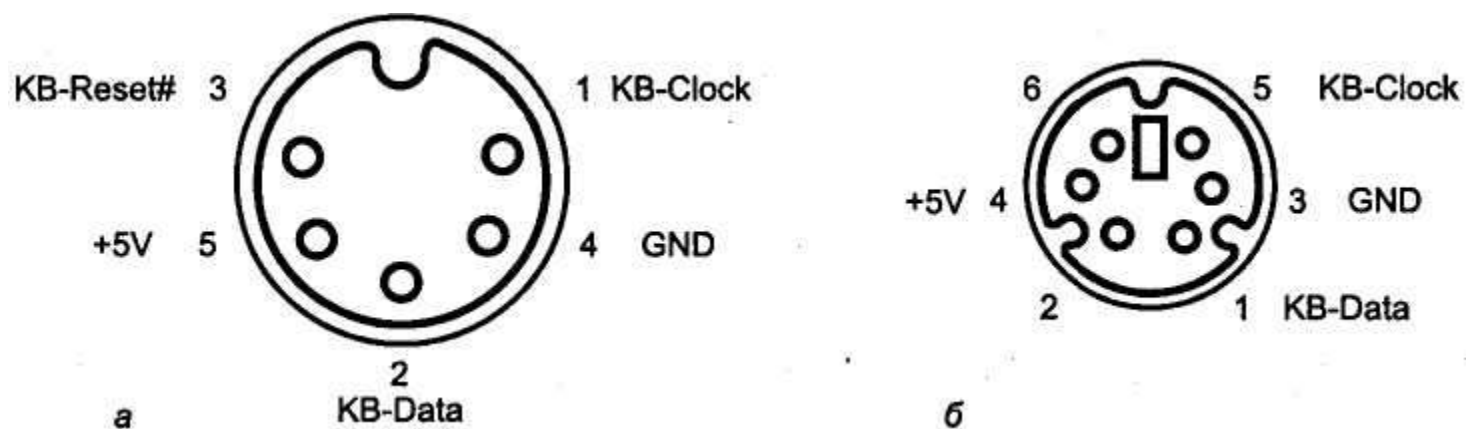 KB-Reset# 3
1 KB-Clock
+5V 5
4 GND
2
KB-Data
а
6
5 KB-Clock
+5V 4
3 GND
2
1 KB-Data
б